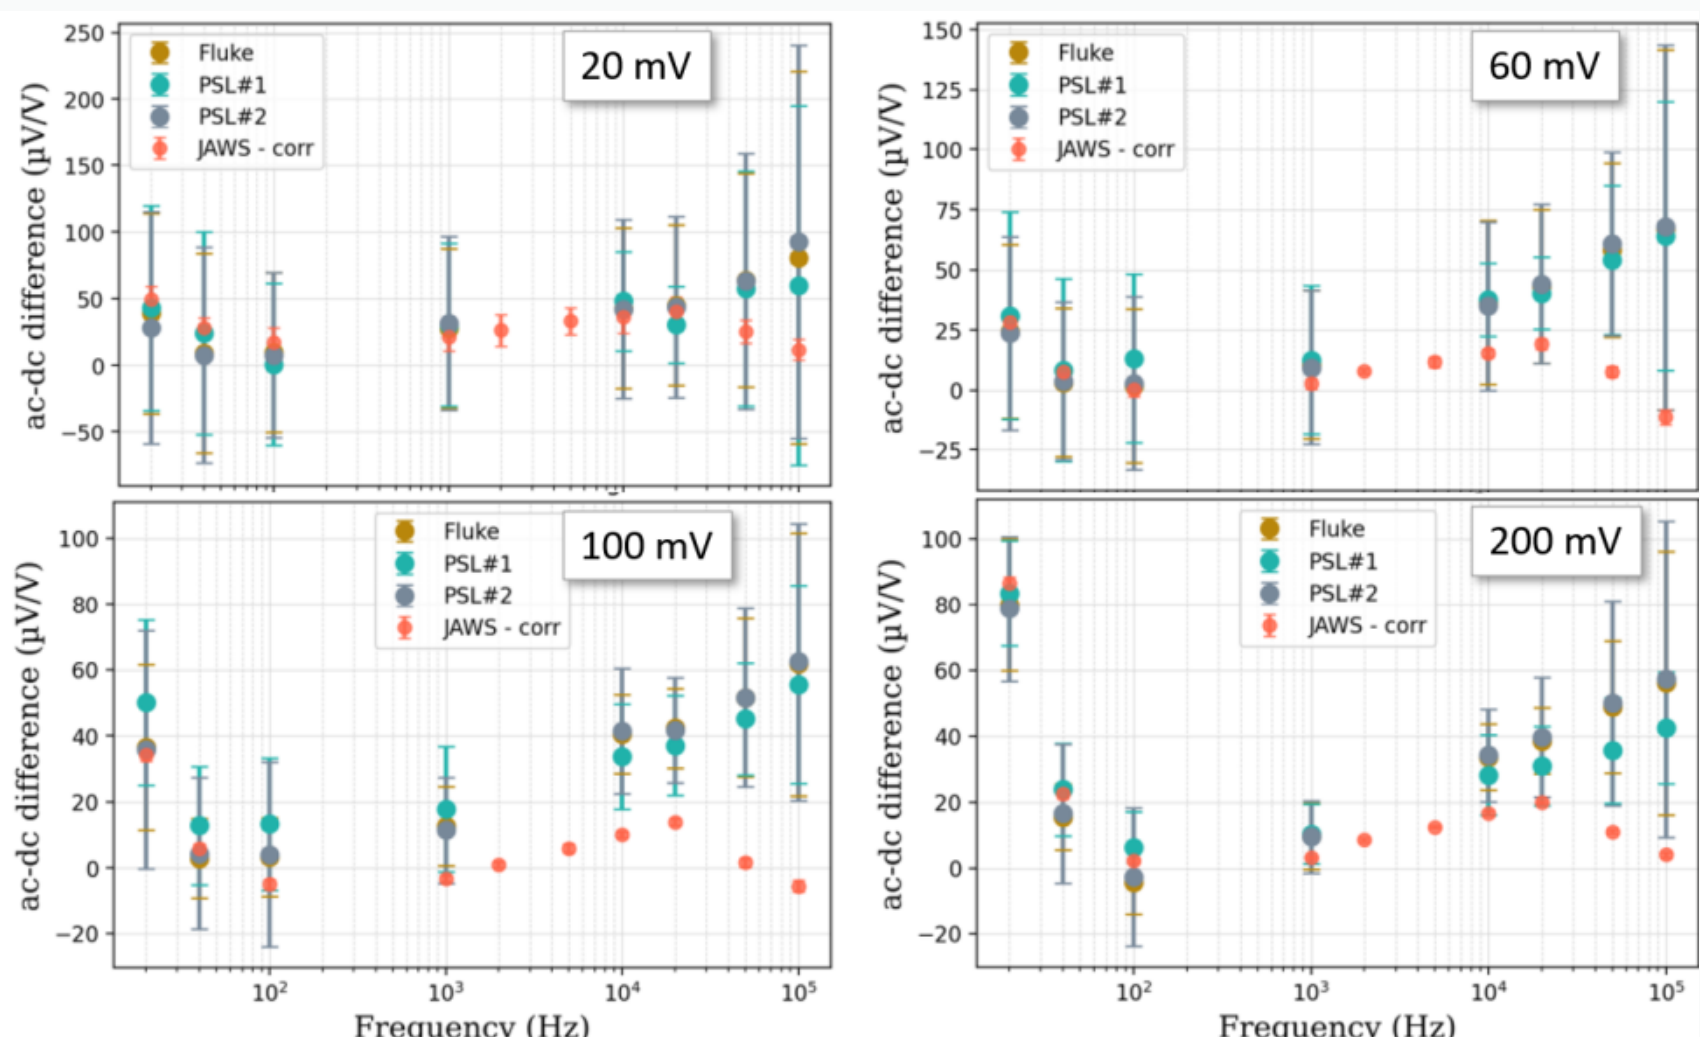 20 mV
Fluke
PSL#1
PSL#2
JAWS - corr
ac-dc difference (µV/V)
250
200
150
100
50
0
−50
60 mV
Fluke
PSL#1
PSL#2
JAWS - corr
ac-dc difference (µV/V)
150
125
100
75
50
25
0
−25
100 mV
Fluke
PSL#1
PSL#2
JAWS - corr
ac-dc difference (µV/V)
100
80
60
40
20
0
−20
10² 10³ 10⁴ 10⁵
Frequency (Hz)
200 mV
Fluke
PSL#1
PSL#2
JAWS - corr
ac-dc difference (µV/V)
100
80
60
40
20
0
−20
10² 10³ 10⁴ 10⁵
Frequency (Hz)